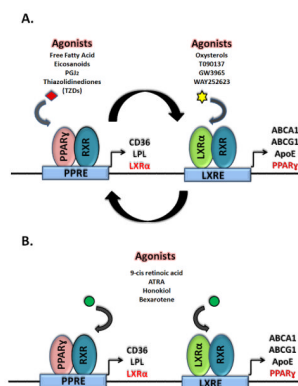 A.
Agonists
Free Fatty Acid
Eicosanoids
PGJ₂
Thiazolidinediones
(TZDs)
Agonists
Oxysterols
T090137
GW3965
WAY252623
PPARγ
RXR
PPRE
CD36
LPL
LXRα
LXRα
RXR
LXRE
ABCA1
ABCG1
ApoE
PPARγ
B.
Agonists
9-cis retinoic acid
ATRA
Honokiol
Bexarotene
PPARγ
RXR
PPRE
CD36
LPL
LXRα
LXRα
RXR
LXRE
ABCA1
ABCG1
ApoE
PPARγ